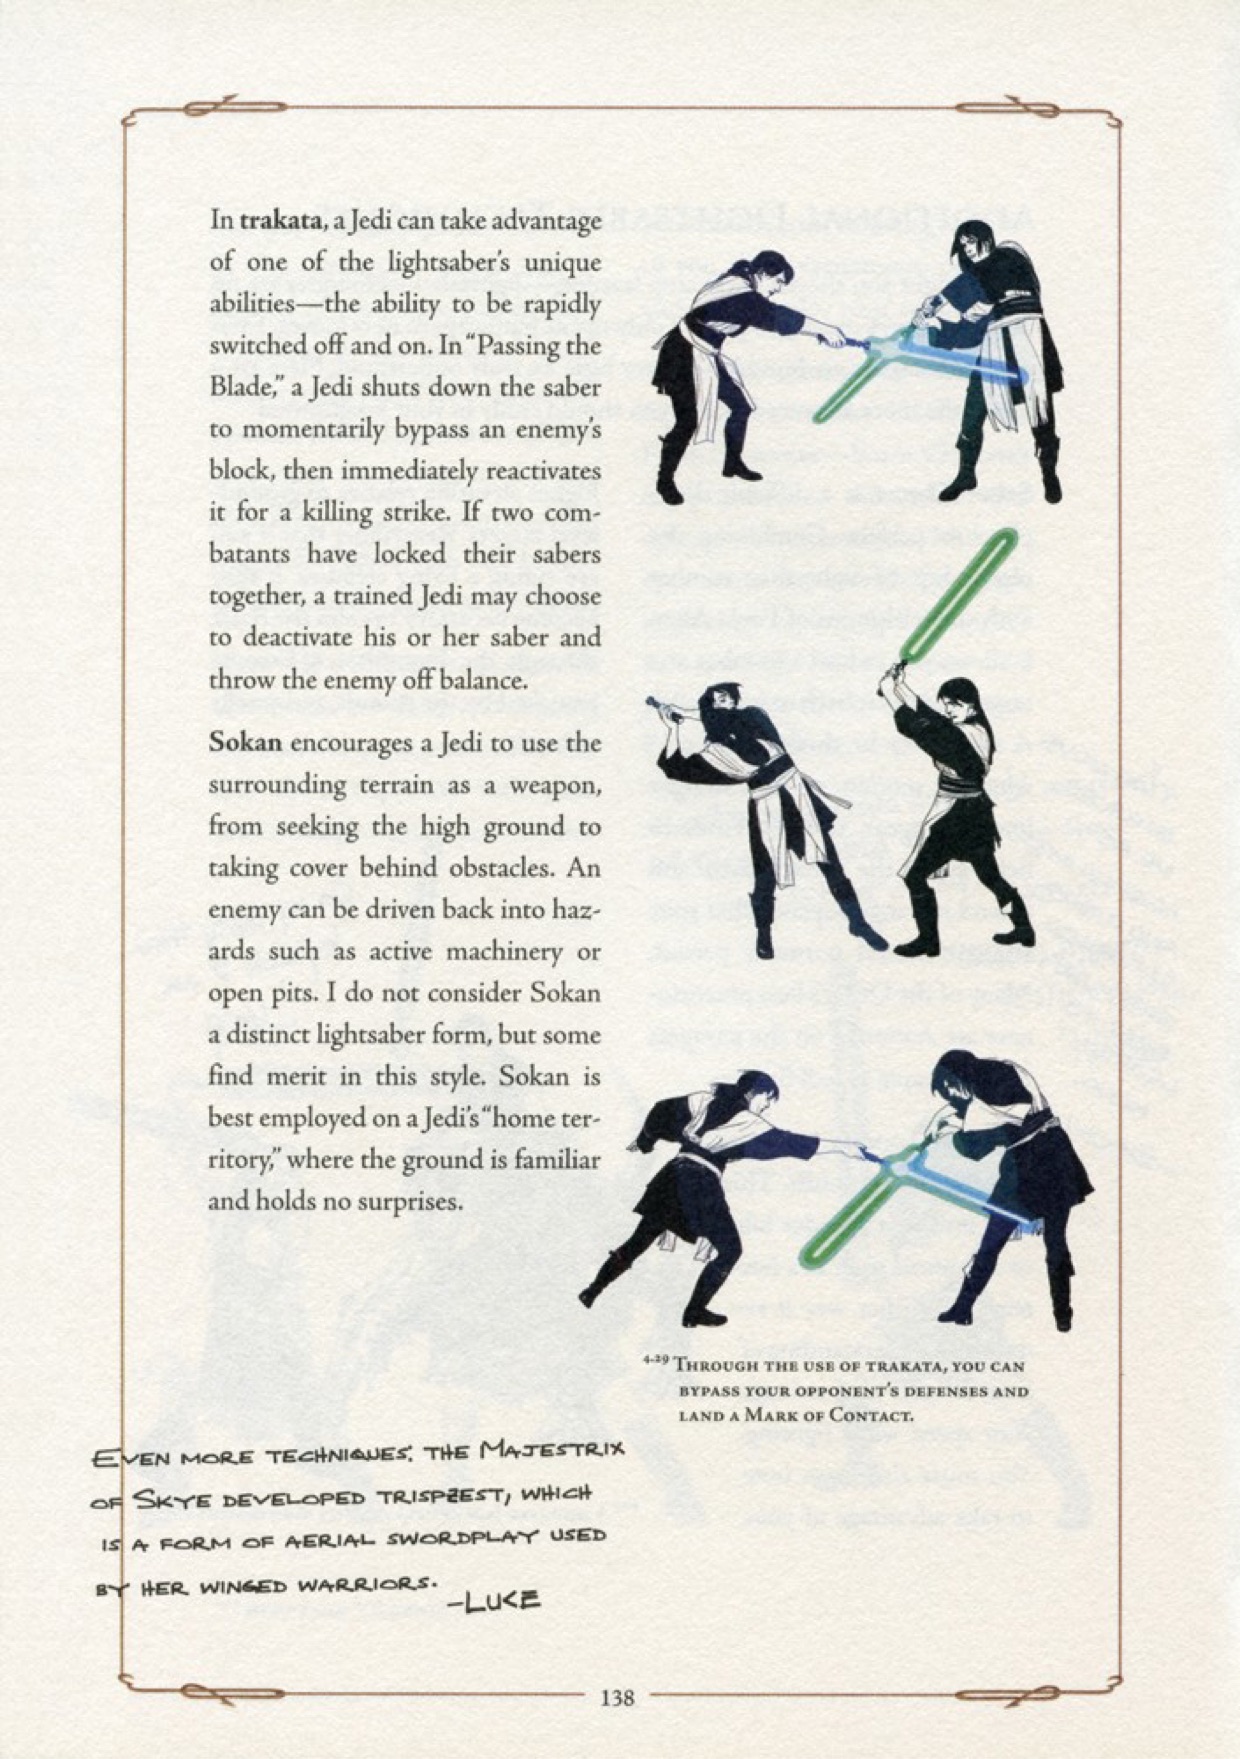 In trakata, a Jedi can take advantage
of one of the lightsaber's unique
abilities—the ability to be rapidly
switched off and on. In “Passing the
Blade,” a Jedi shuts down the saber
to momentarily bypass an enemy's
block, then immediately reactivates
it for a killing strike. If two com-
batants have locked their sabers
together, a trained Jedi may choose
to deactivate his or her saber and
throw the enemy off balance.
Sokan encourages a Jedi to use the
surrounding terrain as a weapon,
from seeking the high ground to
taking cover behind obstacles. An
enemy can be driven back into haz-
ards such as active machinery or
open pits. I do not consider Sokan
a distinct lightsaber form, but some
find merit in this style. Sokan is
best employed on a Jedi's “home ter-
ritory,” where the ground is familiar
and holds no surprises.
4-29 THROUGH THE USE OF TRAKATA, YOU CAN
BYPASS YOUR OPPONENT'S DEFENSES AND
LAND A MARK OF CONTACT.
EVEN MORE TECHNIQUES: THE MAJESTRIX
OF SKYE DEVELOPED TRISPZEST, WHICH
IS A FORM OF AERIAL SWORDPLAY USED
BY HER WINGED WARRIORS.
-LUKE
138